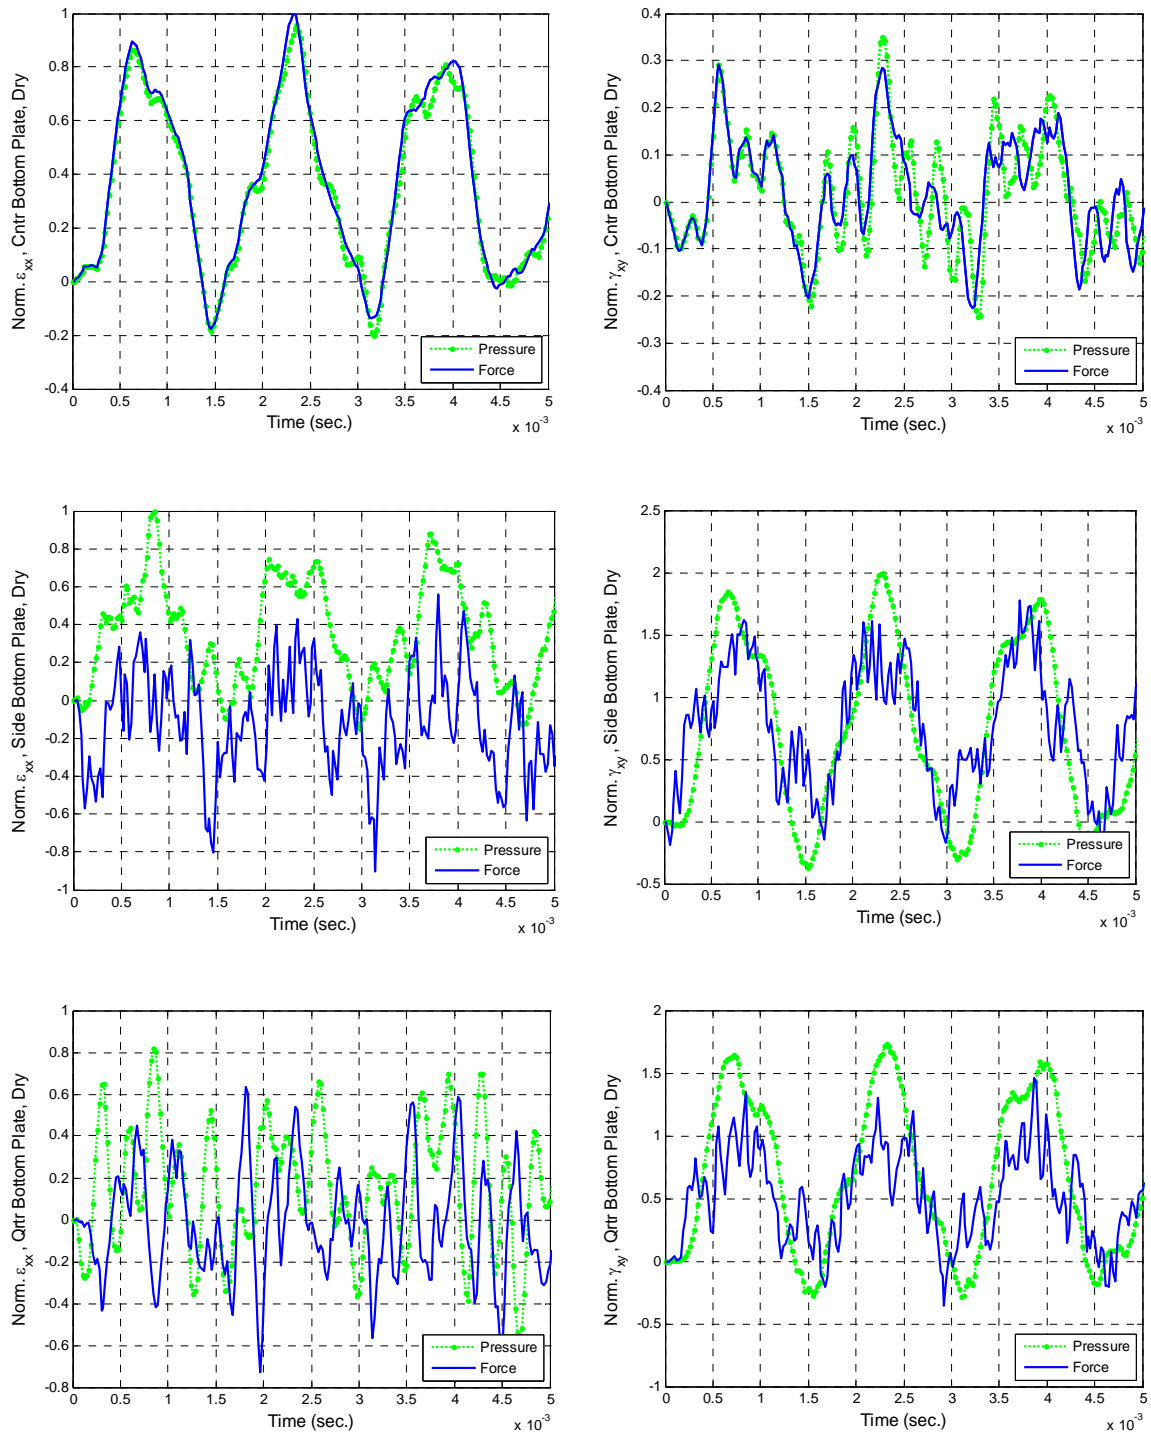 Norm. εxx , Cntr Bottom Plate, Dry
1
0.8
0.6
0.4
0.2
0
-0.2
-0.4
0 0.5 1 1.5 2 2.5 3 3.5 4 4.5 5
Time (sec.)
x 10-3
Pressure
Force
Norm. γxy , Cntr Bottom Plate, Dry
0.4
0.3
0.2
0.1
0
-0.1
-0.2
-0.3
-0.4
0 0.5 1 1.5 2 2.5 3 3.5 4 4.5 5
Time (sec.)
x 10-3
Pressure
Force
Norm. εxx , Side Bottom Plate, Dry
1
0.8
0.6
0.4
0.2
0
-0.2
-0.4
-0.6
-0.8
-1
0 0.5 1 1.5 2 2.5 3 3.5 4 4.5 5
Time (sec.)
x 10-3
Pressure
Force
Norm. γxy , Side Bottom Plate, Dry
2.5
2
1.5
1
0.5
0
-0.5
0 0.5 1 1.5 2 2.5 3 3.5 4 4.5 5
Time (sec.)
x 10-3
Pressure
Force
Norm. εxx , Qrtr Bottom Plate, Dry
1
0.8
0.6
0.4
0.2
0
-0.2
-0.4
-0.6
-0.8
0 0.5 1 1.5 2 2.5 3 3.5 4 4.5 5
Time (sec.)
x 10-3
Pressure
Force
Norm. γxy, Qrtr Bottom Plate, Dry
2
1.5
1
0.5
0
-0.5
-1
0 0.5 1 1.5 2 2.5 3 3.5 4 4.5 5
Time (sec.)
x 10-3
Pressure
Force